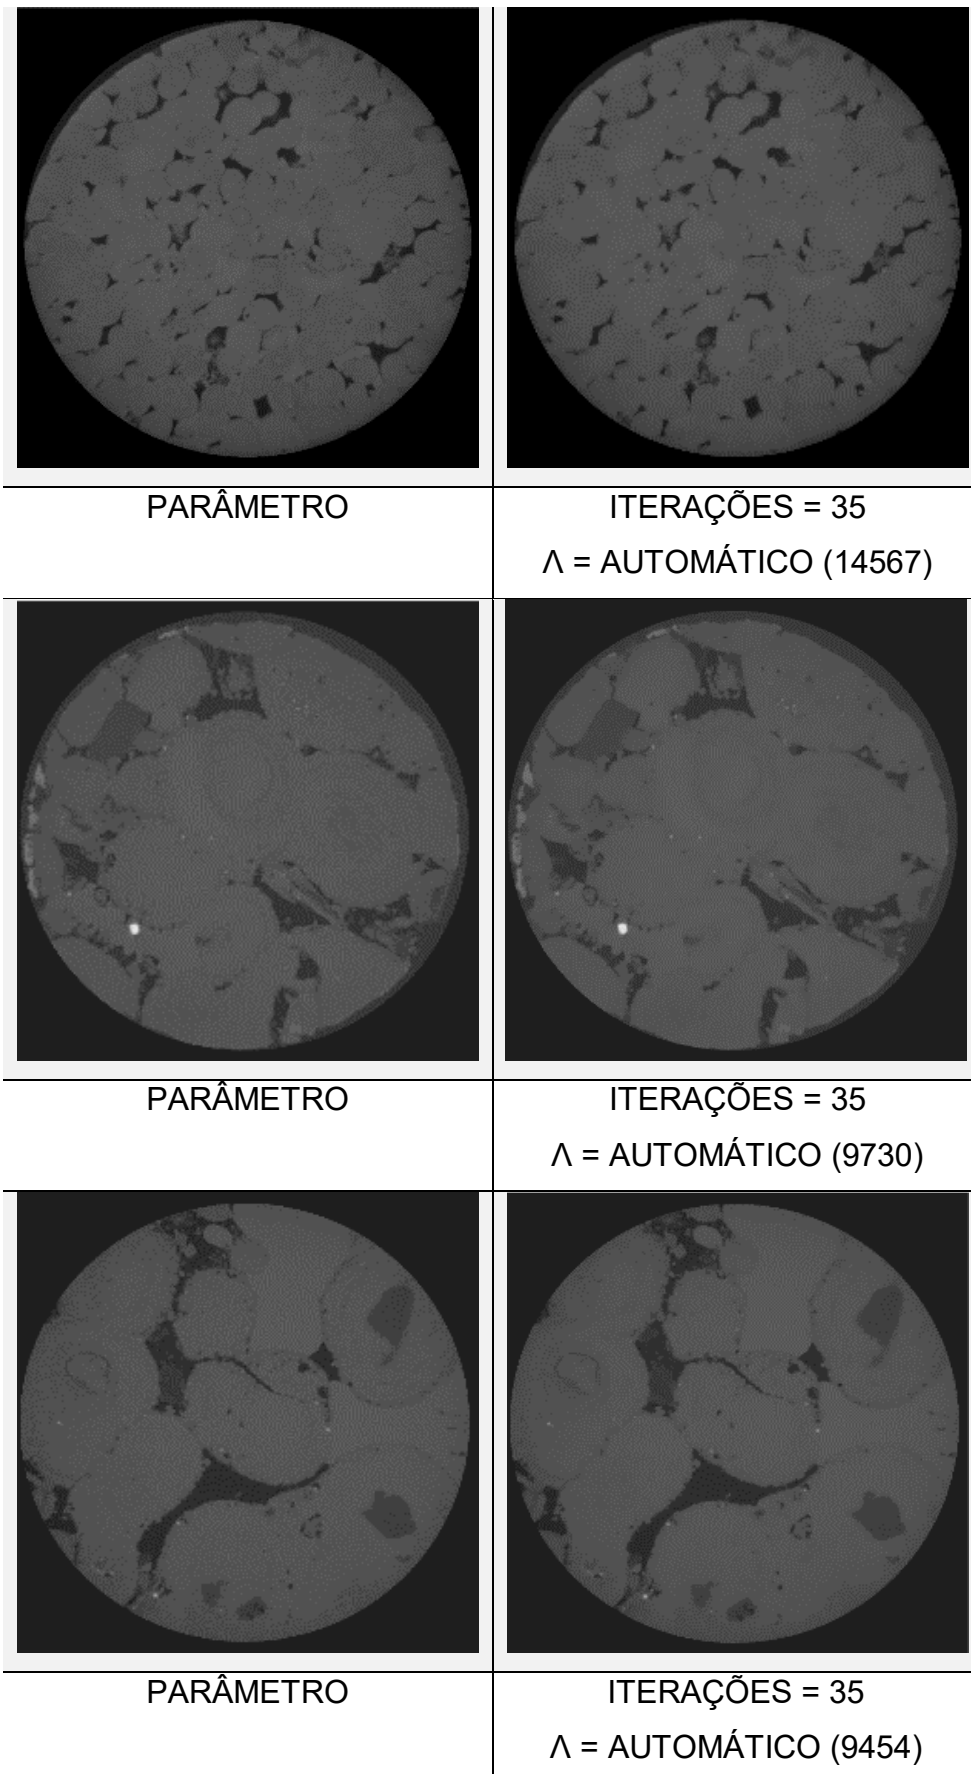 PARÂMETRO
ITERAÇÕES = 35
Λ = AUTOMÁTICO (14567)
PARÂMETRO
ITERAÇÕES = 35
Λ = AUTOMÁTICO (9730)
PARÂMETRO
ITERAÇÕES = 35
Λ = AUTOMÁTICO (9454)